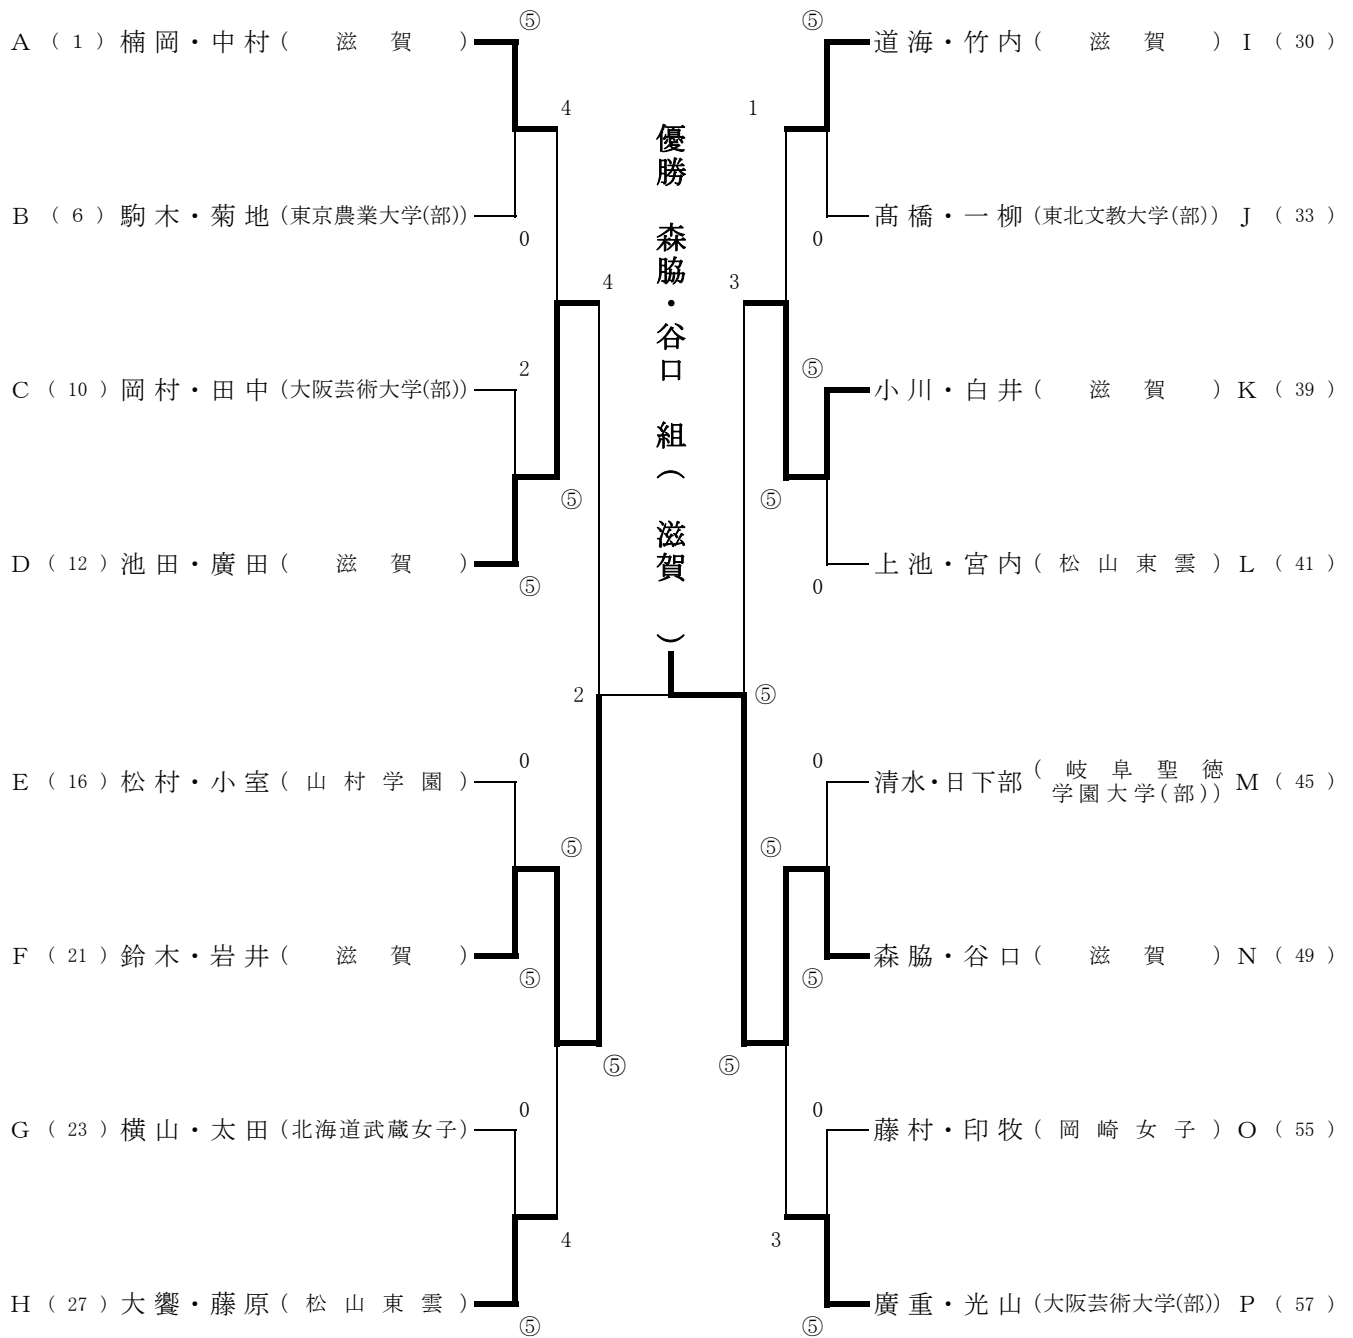 A ( 1 ) 楠岡・中村 ( 滋賀 )
⑤
4
B ( 6 ) 駒木・菊地 (東京農業大学(部))
0
4
C ( 10 ) 岡村・田中 (大阪芸術大学(部))
2
⑤
D ( 12 ) 池田・廣田 ( 滋賀 )
⑤
2
E ( 16 ) 松村・小室 ( 山村学園 )
0
⑤
F ( 21 ) 鈴木・岩井 ( 滋賀 )
⑤
⑤
G ( 23 ) 横山・太田 (北海道武蔵女子)
0
4
H ( 27 ) 大饗・藤原 ( 松山東雲 )
⑤
優勝 森脇・谷口 組( 滋賀 )
⑤
道海・竹内 ( 滋賀 ) I ( 30 )
1
髙橋・一柳 (東北文教大学(部)) J ( 33 )
0
3
⑤
小川・白井 ( 滋賀 ) K ( 39 )
⑤
上池・宮内 ( 松山東雲 ) L ( 41 )
0
⑤
0
清水・日下部 ( 岐阜聖徳
学園大学(部)) M ( 45 )
⑤
森脇・谷口 ( 滋賀 ) N ( 49 )
⑤
⑤
0
藤村・印牧 ( 岡崎女子 ) O ( 55 )
3
廣重・光山 (大阪芸術大学(部)) P ( 57 )
⑤